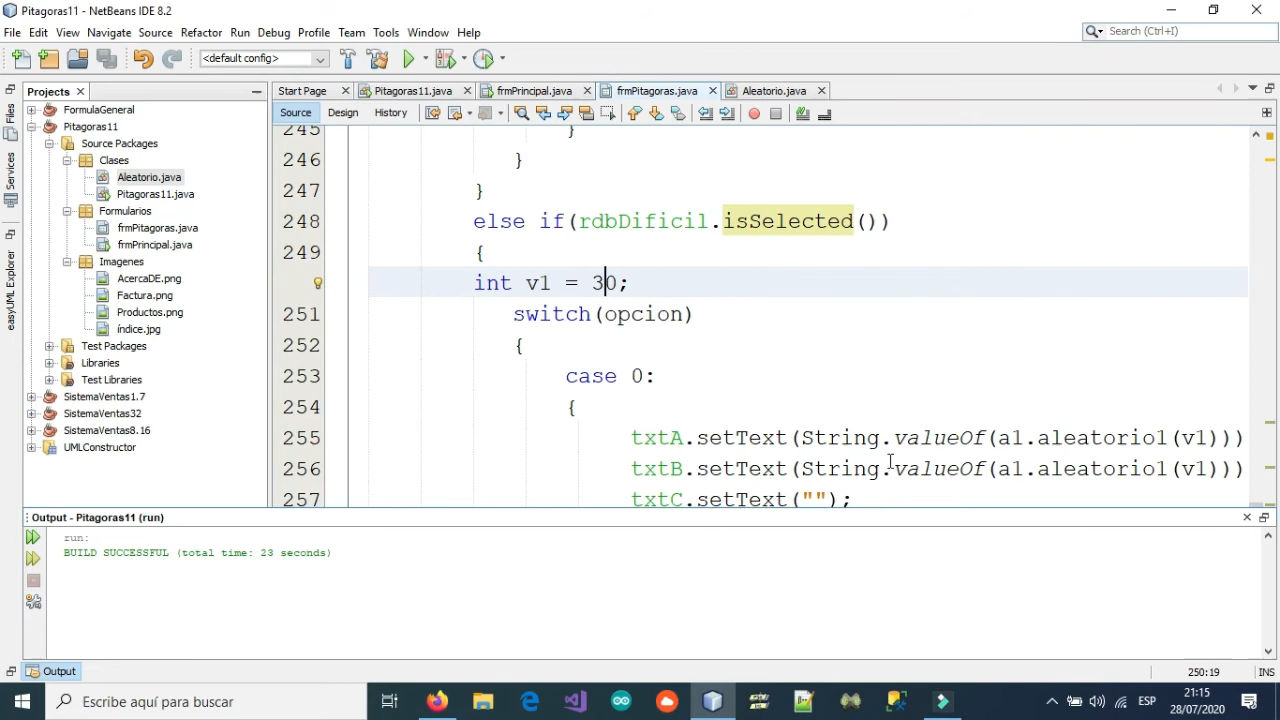 Pitagoras11 - NetBeans IDE 8.2
File Edit View Navigate Source Refactor Run Debug Profile Team Tools Window Help
Search (Ctrl+I)
<default config>
Projects
Start Page Pitagoras11.java frmPrincipal.java frmPitagoras.java Aleatorio.java
Source Design History
Files
Services
easyUML Explorer
FormulaGeneral
Pitagoras11
Source Packages
Clases
Aleatorio.java
Pitagoras11.java
Formularios
frmPitagoras.java
frmPrincipal.java
Imagenes
AcercaDE.png
Factura.png
Productos.png
índice.jpg
Test Packages
Libraries
Test Libraries
SistemaVentas1.7
SistemaVentas32
SistemaVentas8.16
UMLConstructor
245 }
246 }
247 }
248 else if(rdbDificil.isSelected())
249 {
int v1 = 30;
251 switch(opcion)
252 {
253 case 0:
254 {
255 txtA.setText(String.valueOf(a1.aleatorio1(v1)))
256 txtB.setText(String.valueOf(a1.aleatorio1(v1)))
257 txtC.setText("");
Output - Pitagoras11 (run)
run:
BUILD SUCCESSFUL (total time: 23 seconds)
Output
250:19 INS
Escribe aquí para buscar
ESP
21:15
28/07/2020